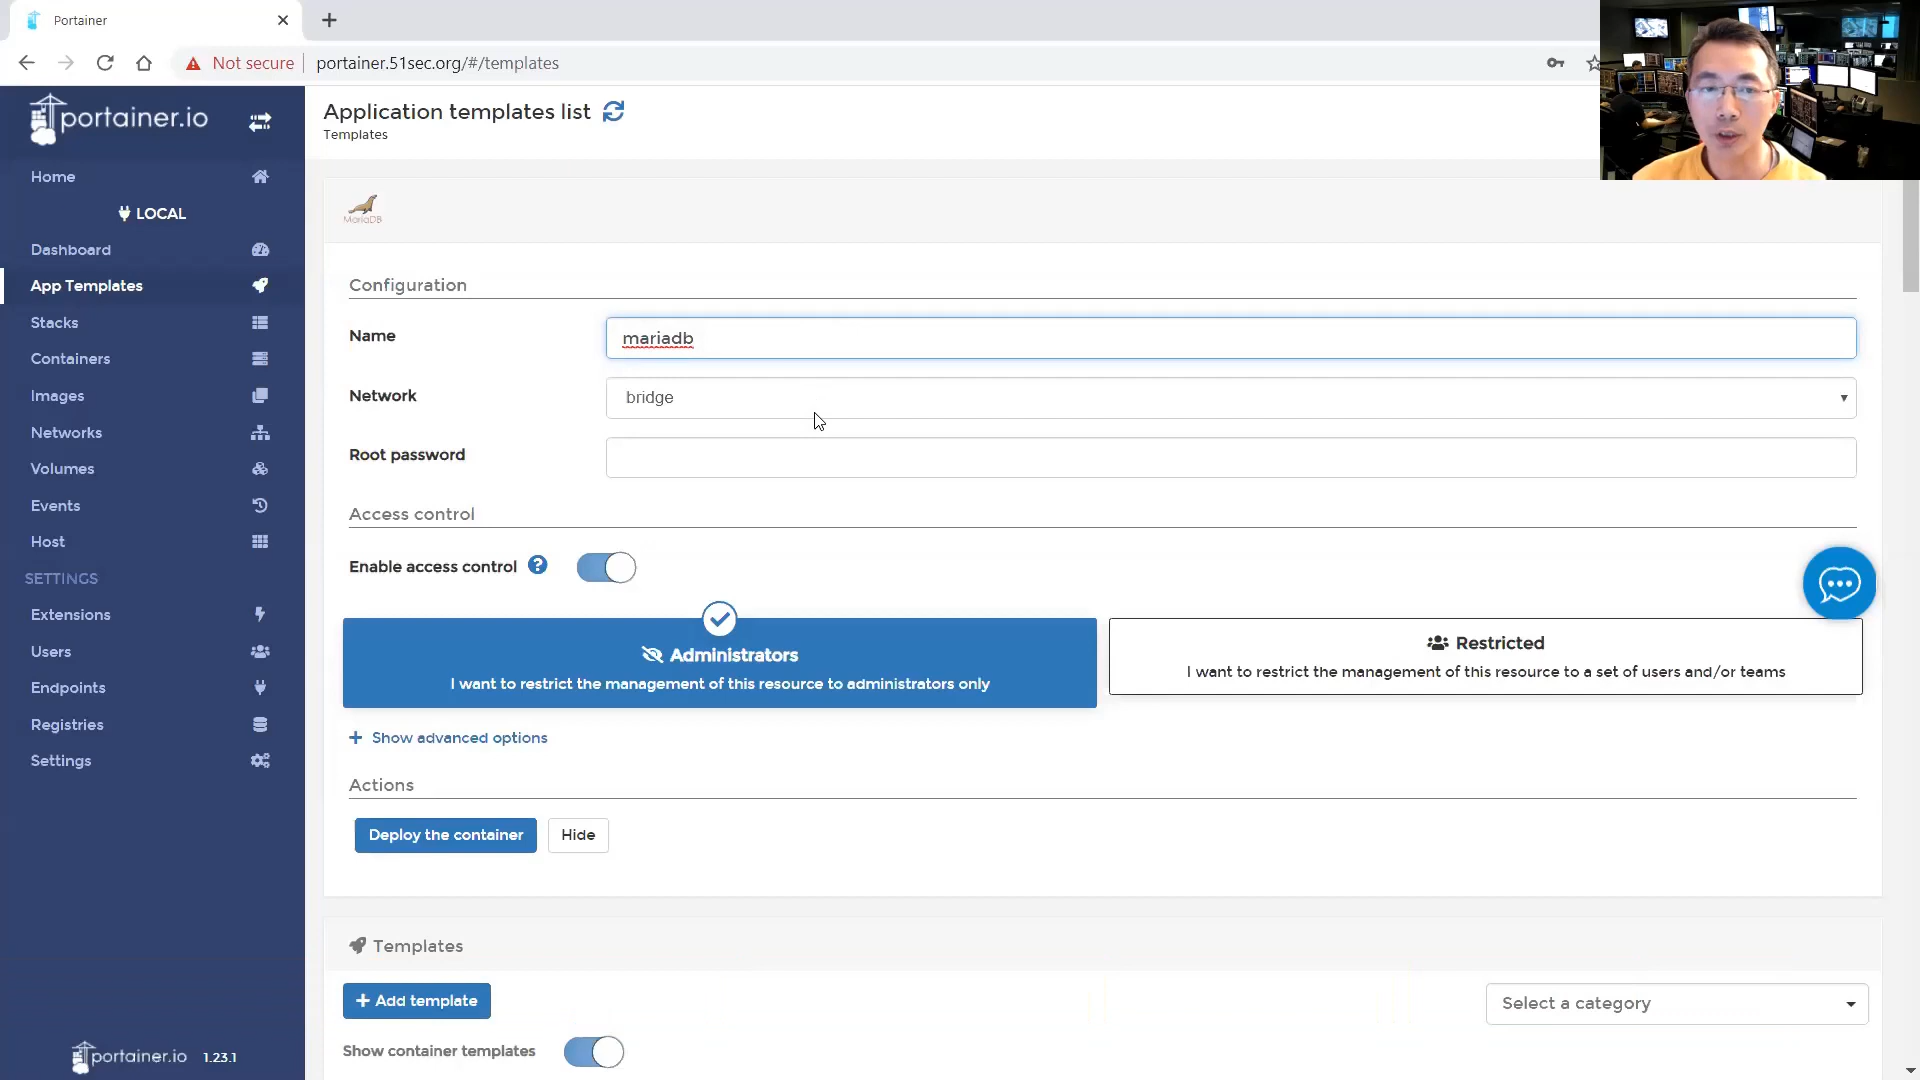 Portainer
Not secure
portainer.51sec.org/#/templates
portainer.io
Application templates list
Templates
Home
LOCAL
Dashboard
App Templates
Stacks
Containers
Images
Networks
Volumes
Events
Host
SETTINGS
Extensions
Users
Endpoints
Registries
Settings
portainer.io 1.23.1
MariaDB
Configuration
Name
mariadb
Network
bridge
Root password
Access control
Enable access control
Administrators
I want to restrict the management of this resource to administrators only
Restricted
I want to restrict the management of this resource to a set of users and/or teams
+ Show advanced options
Actions
Deploy the container
Hide
Templates
+ Add template
Select a category
Show container templates